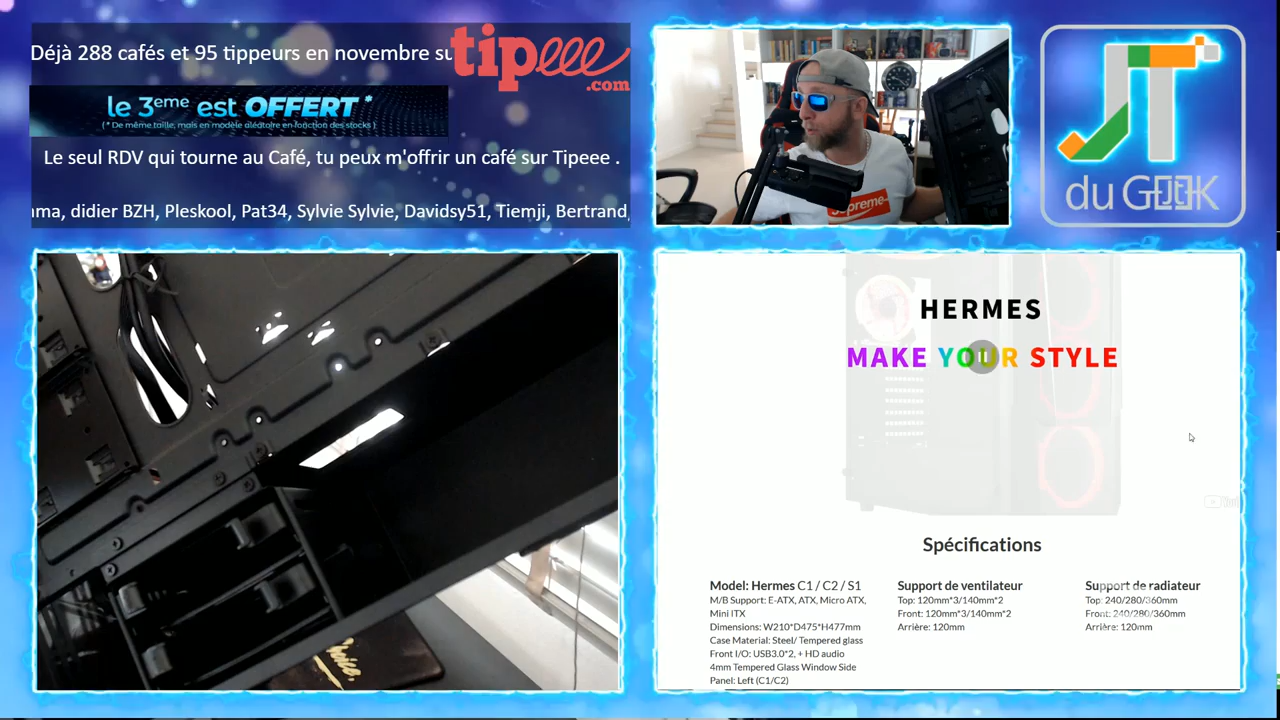 Déjà 288 cafés et 95 tippeurs en novembre su
tipeee
.com
le 3eme est OFFERT *
(* De même taille, mais en modèle aléatoire en fonction des stocks )
Le seul RDV qui tourne au Café, tu peux m'offrir un café sur Tipeee .
ma, didier BZH, Pleskool, Pat34, Sylvie Sylvie, Davidsy51, Tiemji, Bertrand,
Supreme
JT
du GEEK
HERMES
MAKE YOUR STYLE
Spécifications
Model: Hermes C1 / C2 / S1
M/B Support: E-ATX, ATX, Micro ATX,
Mini ITX
Dimensions: W210*D475*H477mm
Case Material: Steel/ Tempered glass
Front I/O: USB3.0*2, + HD audio
4mm Tempered Glass Window Side
Panel: Left (C1/C2)
Support de ventilateur
Top: 120mm*3/140mm*2
Front: 120mm*3/140mm*2
Arrière: 120mm
Support de radiateur
Top: 240/280/360mm
Front: 240/280/360mm
Arrière: 120mm